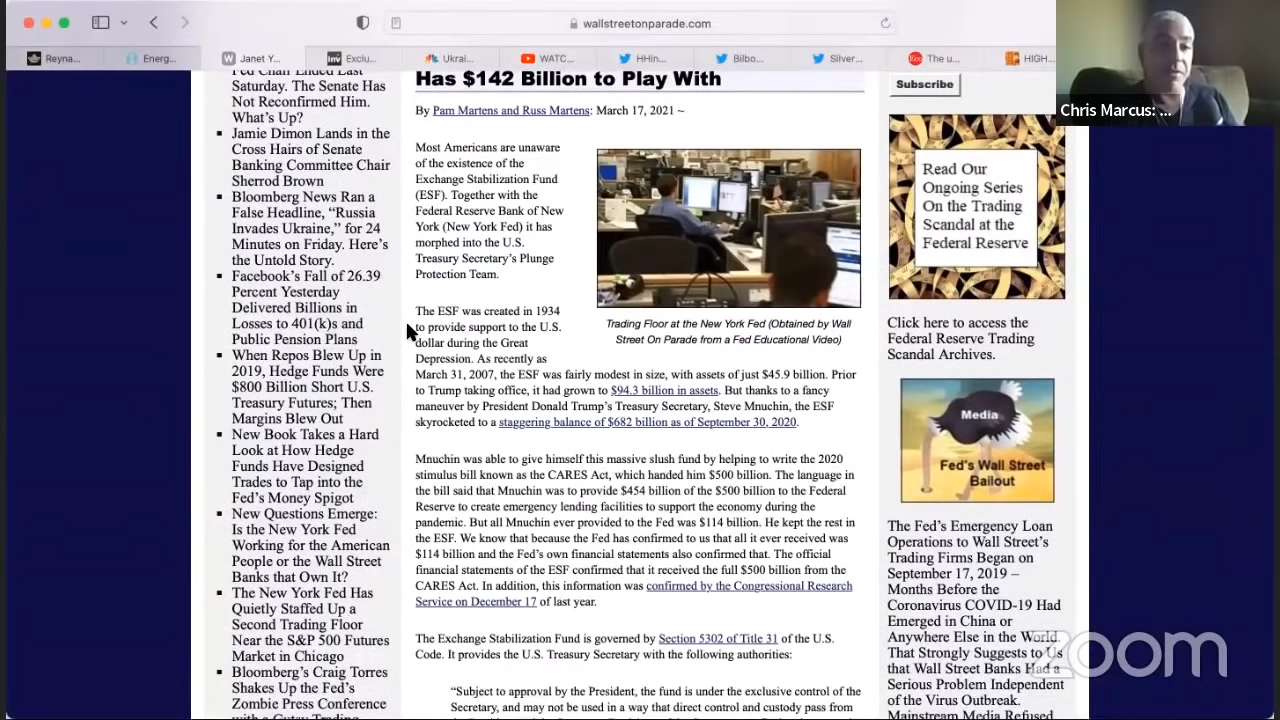 wallstreetonparade.com
Reyna...
Energ...
Janet Y...
Exclu...
Ukrai...
WATC...
HHin...
Bilbo...
Silver...
The u...
HIGH...
Chris Marcus: ...
Fed Chair Ended Last
Saturday. The Senate
Has Not Reconfirmed Him.
What's Up?
Jamie Dimon Lands in the
Cross Hairs of Senate
Banking Committee Chair
Sherrod Brown
Bloomberg News Ran a
False Headline, “Russia
Invades Ukraine,” for 24
Minutes on Friday. Here's
the Untold Story.
Facebook's Fall of 26.39
Percent Yesterday
Delivered Billions in
Losses to 401(k)s and
Public Pension Plans
When Repos Blew Up in
2019, Hedge Funds Were
$800 Billion Short U.S.
Treasury Futures; Then
Margins Blew Out
New Book Takes a Hard
Look at How Hedge
Funds Have Designed
Trades to Tap into the
Fed's Money Spigot
New Questions Emerge:
Is the New York Fed
Working for the American
People or the Wall Street
Banks that Own It?
The New York Fed Has
Quietly Staffed Up a
Second Trading Floor
Near the S&P 500 Futures
Market in Chicago
Bloomberg's Craig Torres
Shakes Up the Fed's
Zombie Press Conference
Has $142 Billion to Play With
By Pam Martens and Russ Martens: March 17, 2021 ~
Most Americans are unaware
of the existence of the
Exchange Stabilization Fund
(ESF). Together with the
Federal Reserve Bank of New
York (New York Fed) it has
morphed into the U.S.
Treasury Secretary's Plunge
Protection Team.
The ESF was created in 1934
to provide support to the U.S.
dollar during the Great
Depression. As recently as
March 31, 2007, the ESF was fairly modest in size, with assets of just $45.9 billion. Prior
to Trump taking office, it had grown to $94.3 billion in assets. But thanks to a fancy
maneuver by President Donald Trump's Treasury Secretary, Steve Mnuchin, the ESF
skyrocketed to a staggering balance of $682 billion as of September 30, 2020.
Trading Floor at the New York Fed (Obtained by Wall
Street On Parade from a Fed Educational Video)
Mnuchin was able to give himself this massive slush fund by helping to write the 2020
stimulus bill known as the CARES Act, which handed him $500 billion. The language in
the bill said that Mnuchin was to provide $454 billion of the $500 billion to the Federal
Reserve to create emergency lending facilities to support the economy during the
pandemic. But all Mnuchin ever provided to the Fed was $114 billion. He kept the rest in
the ESF. We know that because the Fed has confirmed to us that all it ever received was
$114 billion and the Fed's own financial statements also confirmed that. The official
financial statements of the ESF confirmed that it received the full $500 billion from the
CARES Act. In addition, this information was confirmed by the Congressional Research
Service on December 17 of last year.
The Exchange Stabilization Fund is governed by Section 5302 of Title 31 of the U.S.
Code. It provides the U.S. Treasury Secretary with the following authorities:
“Subject to approval by the President, the fund is under the exclusive control of the
Secretary, and may not be used in a way that direct control and custody pass from
Subscribe
Read Our
Ongoing Series
On the Trading
Scandal at the
Federal Reserve
Click here to access the
Federal Reserve Trading
Scandal Archives.
Media
Fed's Wall Street
Bailout
The Fed's Emergency Loan
Operations to Wall Street's
Trading Firms Began on
September 17, 2019 –
Months Before the
Coronavirus COVID-19 Had
Emerged in China or
Anywhere Else in the World.
That Strongly Suggests to Us
that Wall Street Banks Had a
Serious Problem Independent
of the Virus Outbreak.
Mainstream Media Refused
zoom